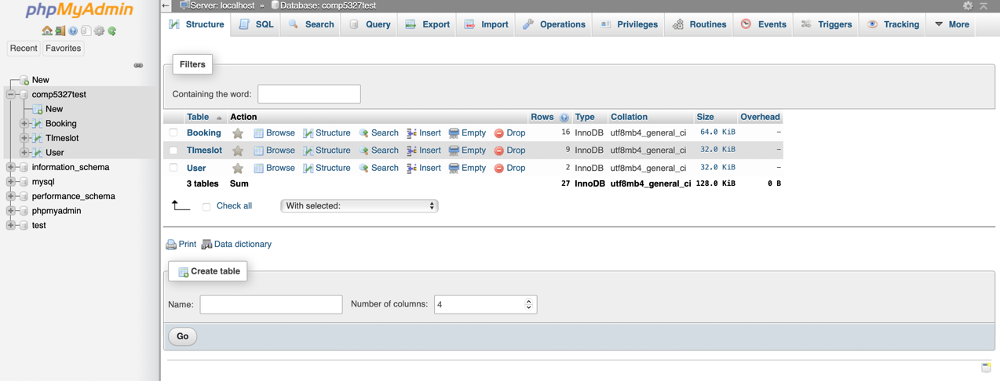 phpMyAdmin
Recent Favorites
New
comp5327test
New
Booking
TImeslot
User
information_schema
mysql
performance_schema
phpmyadmin
test
Server: localhost » Database: comp5327test
Structure SQL Search Query Export Import Operations Privileges Routines Events Triggers Tracking More
Filters
Containing the word:
Table Action Rows Type Collation Size Overhead
Booking Browse Structure Search Insert Empty Drop 16 InnoDB utf8mb4_general_ci 64.0 KiB –
TImeslot Browse Structure Search Insert Empty Drop 9 InnoDB utf8mb4_general_ci 32.0 KiB –
User Browse Structure Search Insert Empty Drop 2 InnoDB utf8mb4_general_ci 32.0 KiB –
3 tables Sum 27 InnoDB utf8mb4_general_ci 128.0 KiB 0 B
Check all With selected:
Print Data dictionary
Create table
Name: Number of columns: 4
Go